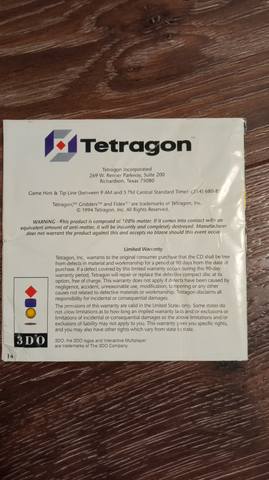 Tetragon
Tetragon Incorporated
269 W. Renner Parkway, Suite 200
Richardson, Texas 75080
Game Hint & Tip Line (between 9 AM and 5 PM) Central Standard Time: (214) 680-
Tetragon, Gridders and Eidex are trademarks of Tetragon, Inc.
© 1994 Tetragon, Inc. All Rights Reserved.
WARNING - This product is composed of 100% matter. If it comes into contact with an
equivalent amount of anti-matter, it will be instantly and completely destroyed. Manufacturer
does not warrant the product against this and accepts no blame should this event occur
Limited Warranty
Tetragon, Inc. warrants to the original consumer purchaser that the CD shall be free
from defects in material and workmanship for a period of 90 days from the date of
purchase. If a defect covered by this limited warranty occurs during this 90-day
warranty period, Tetragon will repair or replace the defective compact disc at its
option, free of charge. This warranty does not apply if defects have been caused by
negligence, accident, unreasonable use, modification, tampering or any other
causes not related to defective materials or workmanship. Tetragon disclaims all
responsibility for incidental or consequential damages.
The provisions of this warranty are valid in the United States only. Some states do
not allow limitations as to how long an implied warranty lasts and/or exclusions or
limitations of incidental or consequential damages so the above limitations and/or
exclusions of liability may not apply to you. This warranty gives you specific rights,
and you may also have other rights which vary from state to state.
3DO
3DO, the 3DO logos and Interactive Multiplayer
are trademarks of The 3DO Company.
14